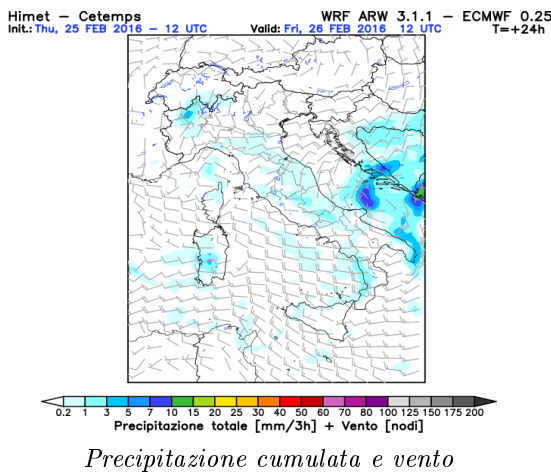 Himet – Cetemps WRF ARW 3.1.1 – ECMWF 0.25
Init.: Thu, 25 FEB 2016 – 12 UTC Valid: Fri, 26 FEB 2016 12 UTC T=+24h
0.2 1 3 5 7 10 15 20 25 30 40 50 60 70 80 100 125 150 175 200
Precipitazione totale [mm/3h] + Vento [nodi]
Precipitazione cumulata e vento